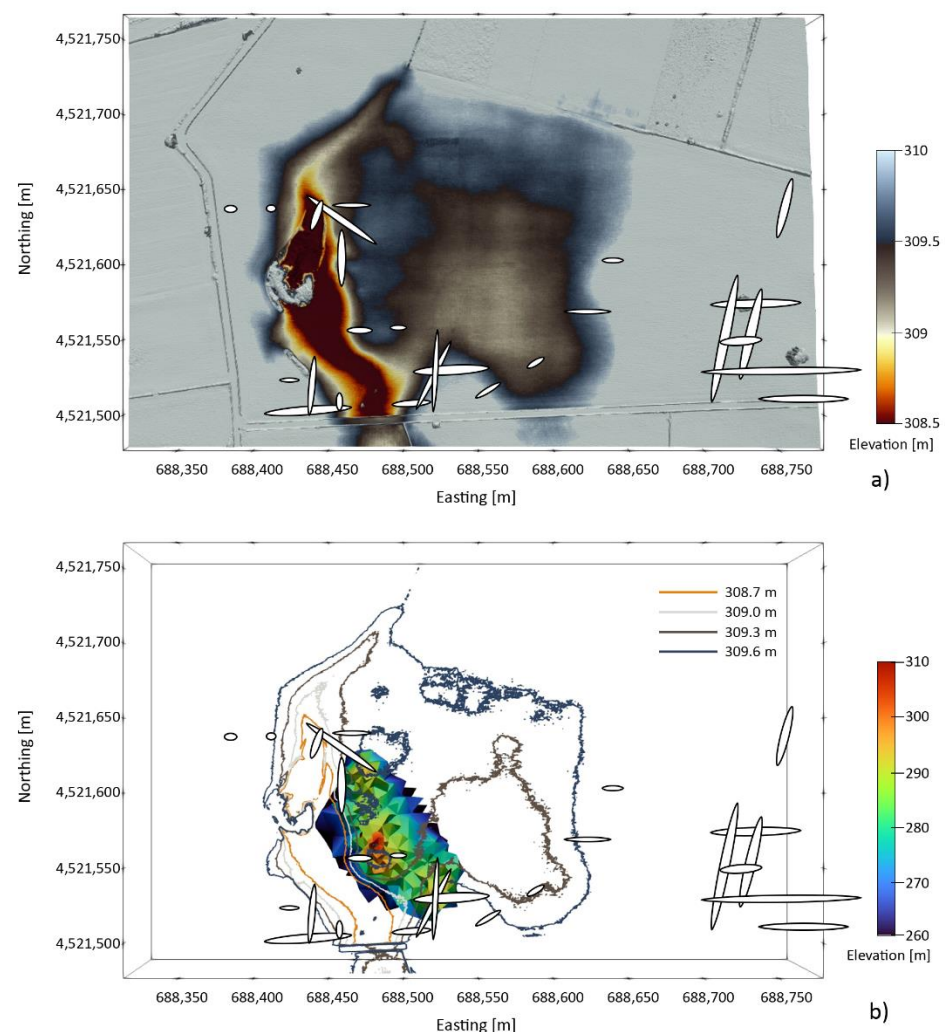 4,521,750
4,521,700
4,521,650
4,521,600
4,521,550
4,521,500
Northing [m]
688,350 688,400 688,450 688,500 688,550 688,600 688,650 688,700 688,750
Easting [m]
310
309.5
309
308.5
Elevation [m]
a)
4,521,750
4,521,700
4,521,650
4,521,600
4,521,550
4,521,500
Northing [m]
308.7 m
309.0 m
309.3 m
309.6 m
688,350 688,400 688,450 688,500 688,550 688,600 688,650 688,700 688,750
Easting [m]
310
300
290
280
270
260
Elevation [m]
b)